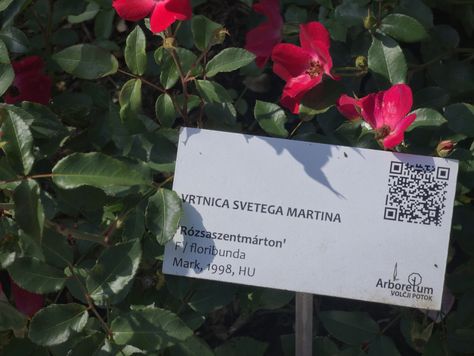 VRTNICA SVETEGA MARTINA
'Rózsaszentmárton'
F / floribunda
Mark, 1998, HU
Arboretum
VOLČJI POTOK